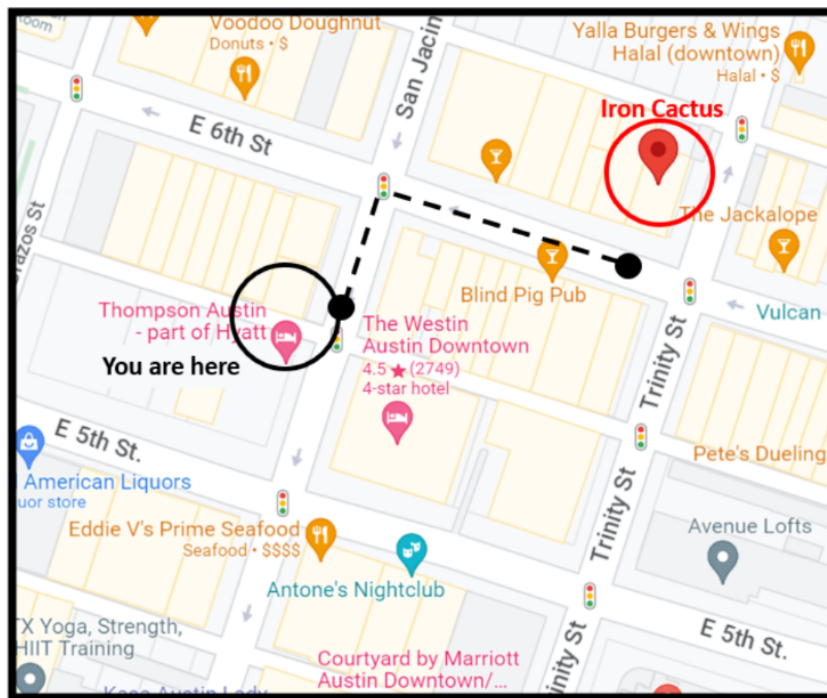 Voodoo Doughnut
Donuts • $
Yalla Burgers & Wings
Halal (downtown)
Halal • $
San Jacin
Iron Cactus
E 6th St
The Jackalope
Blind Pig Pub
Vulcan
Thompson Austin
- part of Hyatt
You are here
The Westin
Austin Downtown
4.5 ★ (2749)
4-star hotel
Trinity St
E 5th St.
American Liquors
uor store
Pete's Dueling
Eddie V's Prime Seafood
Seafood • $$$$
Avenue Lofts
Trinity St
Antone's Nightclub
TX Yoga, Strength,
HIIT Training
E 5th St.
Courtyard by Marriott
Austin Downtown/...
inity St